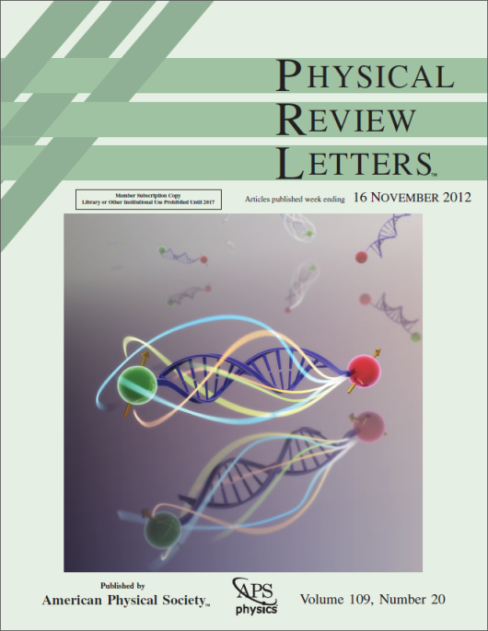 PHYSICAL
REVIEW
LETTERS™
Member Subscription Copy
Library or Other Institutional Use Prohibited Until 2017
Articles published week ending 16 NOVEMBER 2012
Published by
American Physical Society™
APS
physics
Volume 109, Number 20